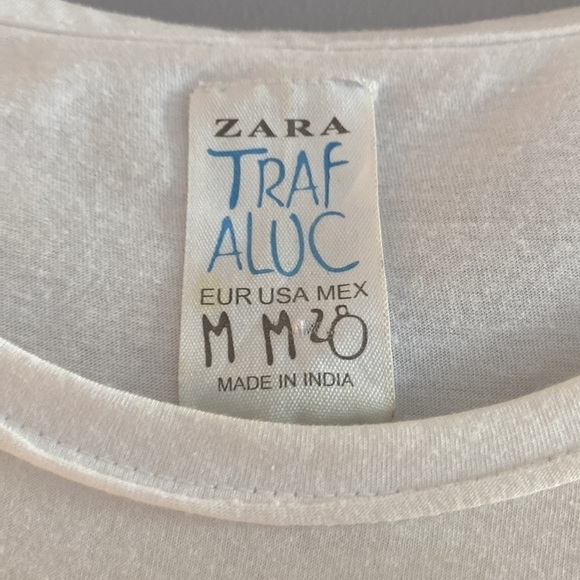 ZARA
TRAF
ALUC
EUR USA MEX
M M 28
MADE IN INDIA